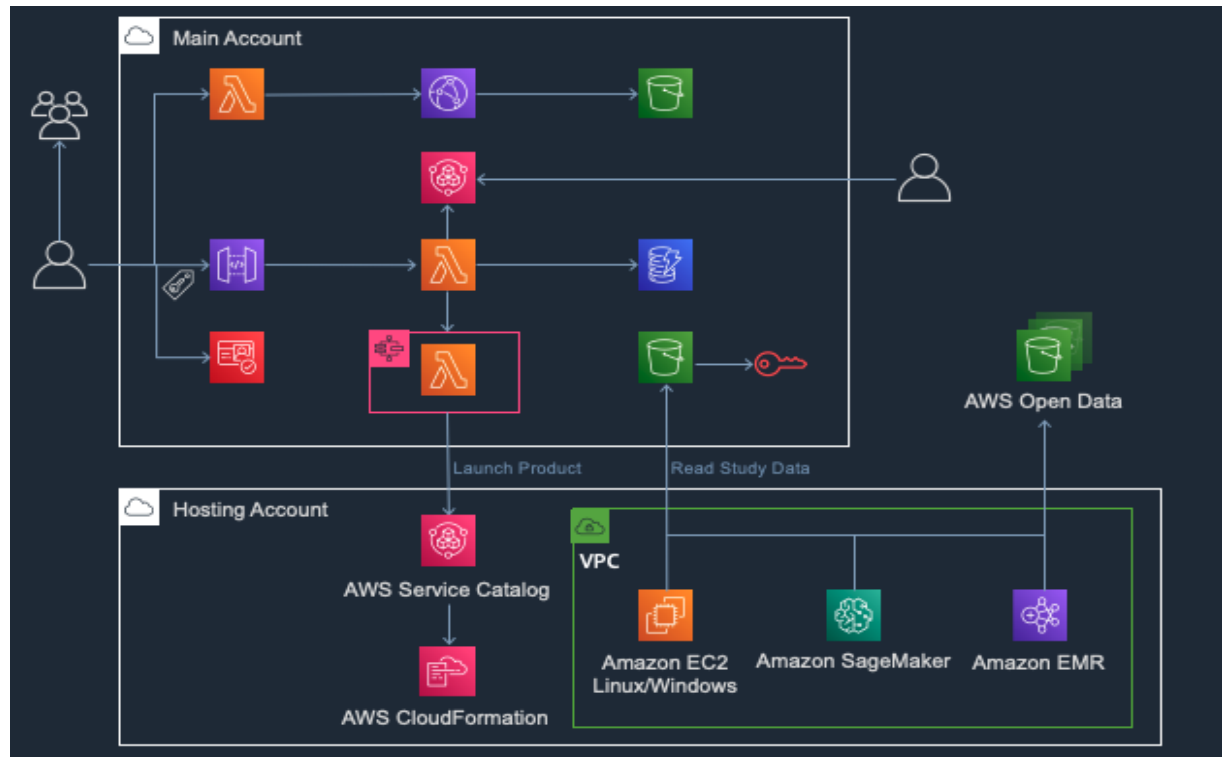 Main Account
AWS Open Data
Launch Product
Read Study Data
Hosting Account
VPC
AWS Service Catalog
Amazon EC2
Linux/Windows
Amazon SageMaker
Amazon EMR
AWS CloudFormation